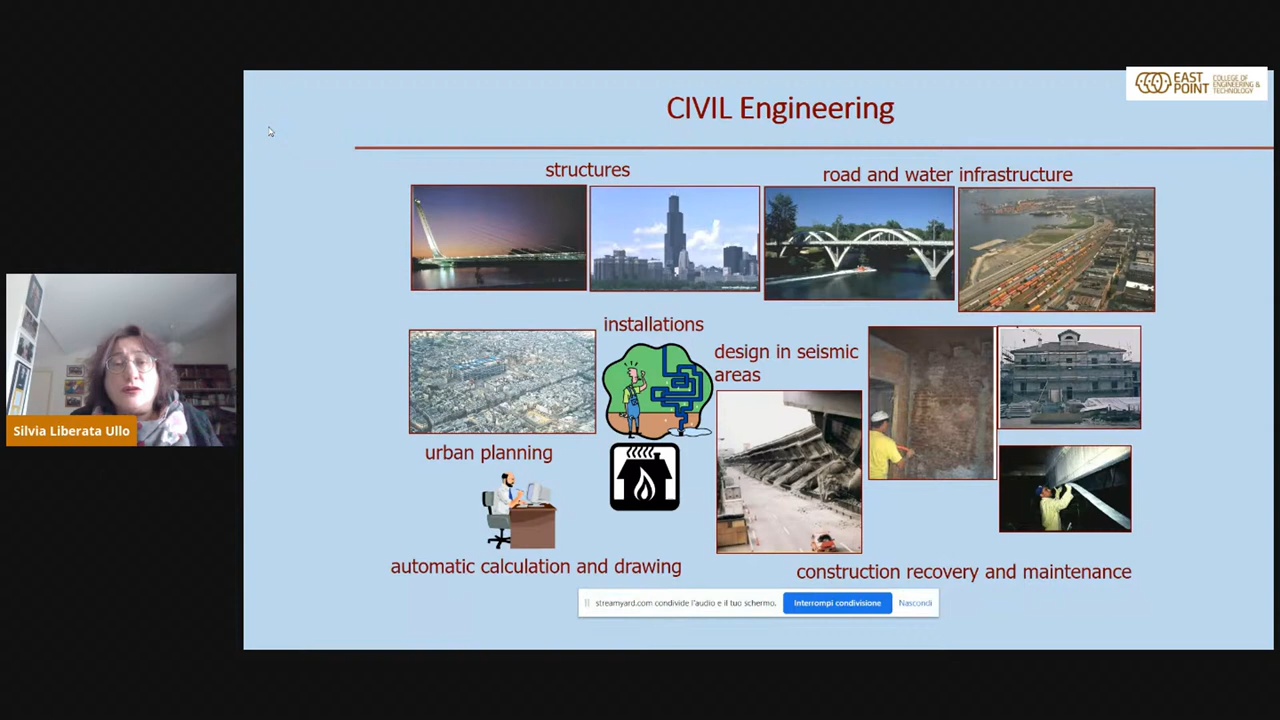 EAST
POINT
COLLEGE OF
ENGINEERING &
TECHNOLOGY
CIVIL Engineering
structures
road and water infrastructure
installations
design in seismic
areas
Silvia Liberata Ullo
urban planning
automatic calculation and drawing
construction recovery and maintenance
streamyard.com condivide l'audio e il tuo schermo.
Interrompi condivisione
Nascondi